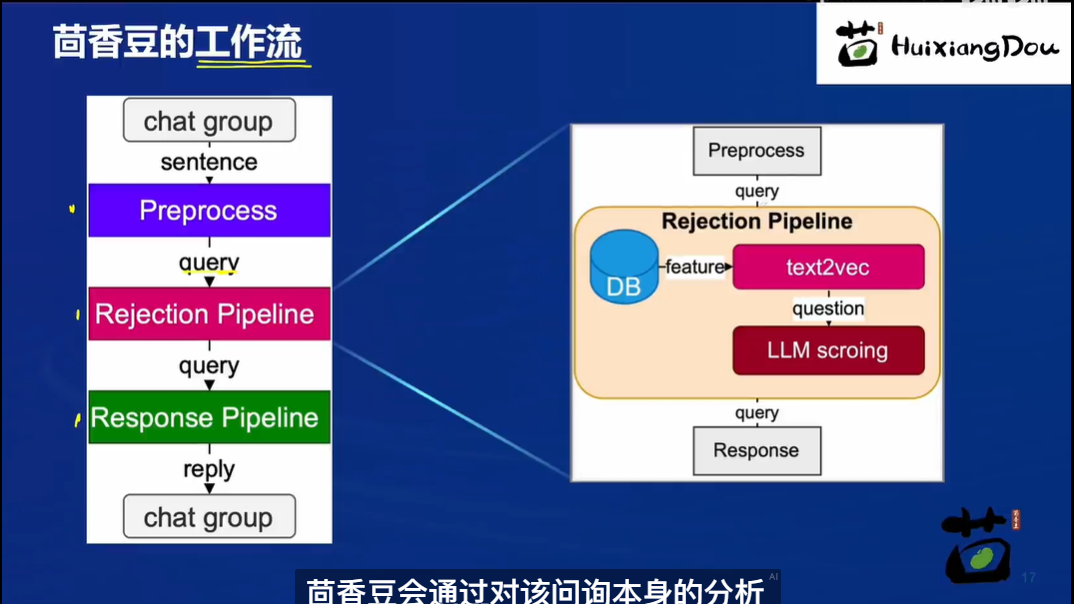 茴香豆的工作流
HuixiangDou
chat group
sentence
Preprocess
query
Rejection Pipeline
query
Response Pipeline
reply
chat group
Preprocess
query
Rejection Pipeline
DB
feature
text2vec
question
LLM scroing
query
Response
茴
17
茴香豆会通过对该问询本身的分析
AI